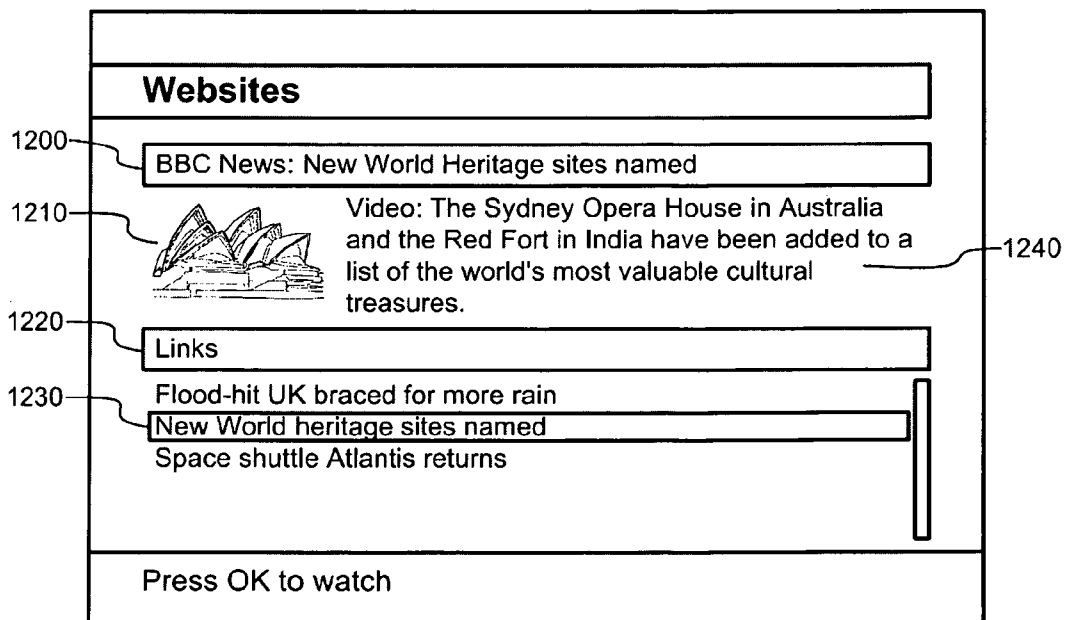 Websites
1200
BBC News: New World Heritage sites named
1210
Video: The Sydney Opera House in Australia
and the Red Fort in India have been added to a
list of the world's most valuable cultural
treasures.
1240
1220
Links
1230
Flood-hit UK braced for more rain
New World heritage sites named
Space shuttle Atlantis returns
Press OK to watch